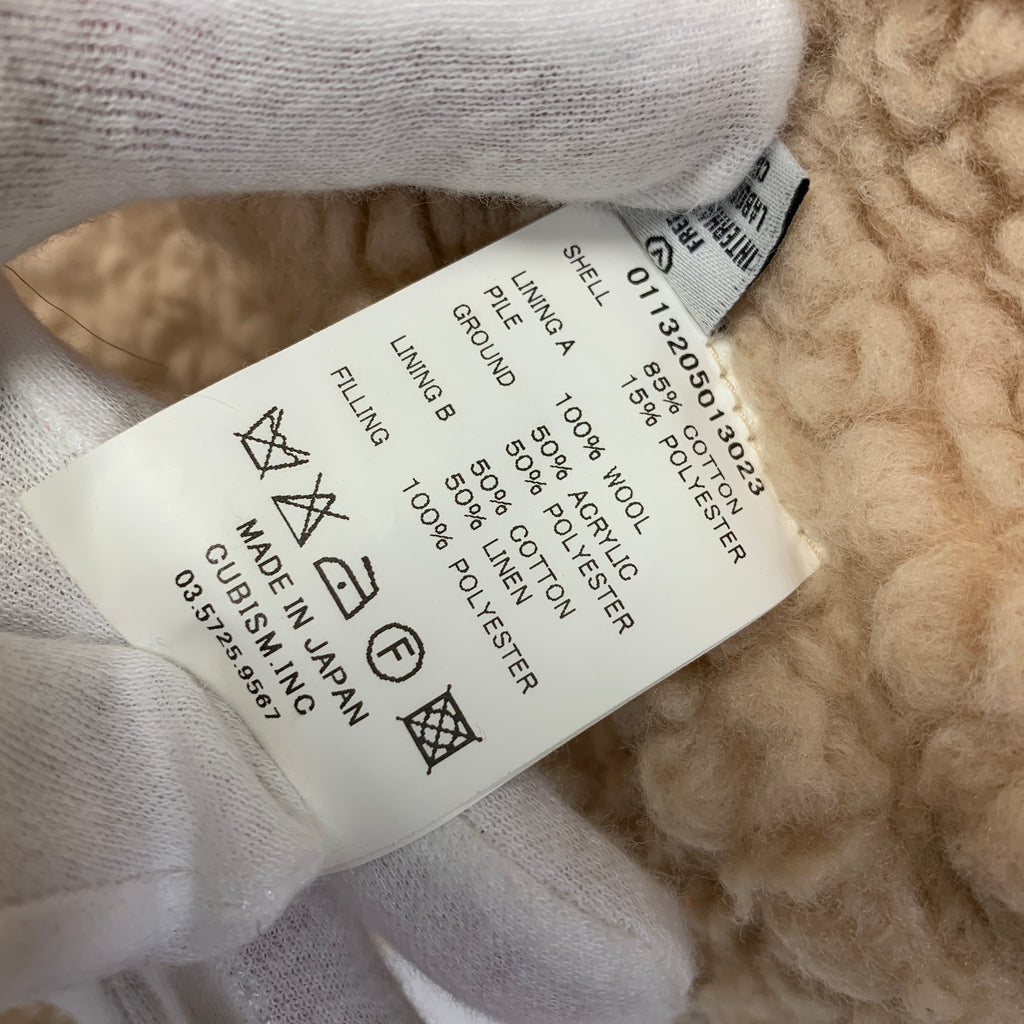 0113205013023
SHELL 85% COTTON
15% POLYESTER
LINING A
PILE 100% WOOL
GROUND 50% ACRYLIC
50% POLYESTER
LINING B 50% COTTON
50% LINEN
FILLING 100% POLYESTER
F
MADE IN JAPAN
CUBISM.INC
03.5725.9567